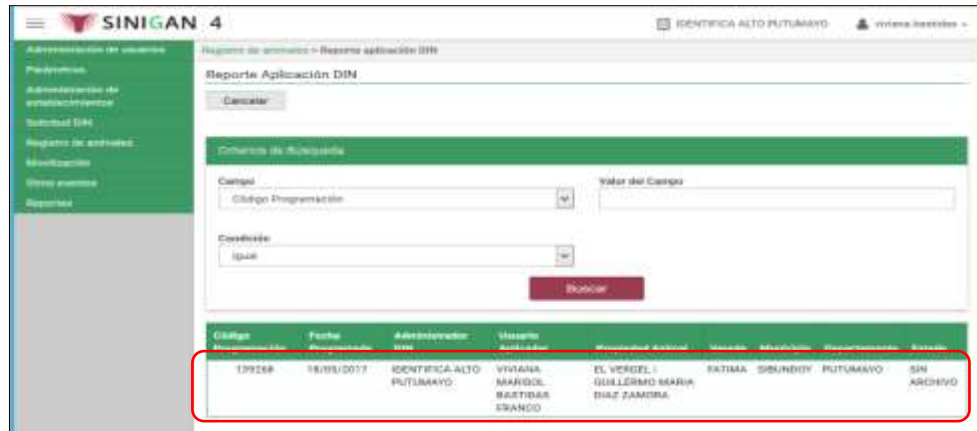 SINIGAN 4
IDENTIFICA ALTO PUTUMAYO
viviana.bastidas
Administración de usuarios
Parámetros
Administración de
establecimientos
Solicitud DIN
Registro de animales
Movilización
Otros eventos
Reportes
Registro de animales > Reporte aplicación DIN
Reporte Aplicación DIN
Cancelar
Criterios de Búsqueda
Campo
Valor del Campo
Código Programación
Condición
Igual
Buscar
Código Fecha Administrador Usuario
Programación Programada DIN Aplicador Propiedad Animal Vereda Municipio Departamento Estado
139268 18/05/2017 IDENTIFICA ALTO VIVIANA EL VERGEL : FATIMA SIBUNDOY PUTUMAYO SIN
PUTUMAYO MARISOL GUILLERMO MARIA ARCHIVO
BASTIDAS DIAZ ZAMORA
FRANCO